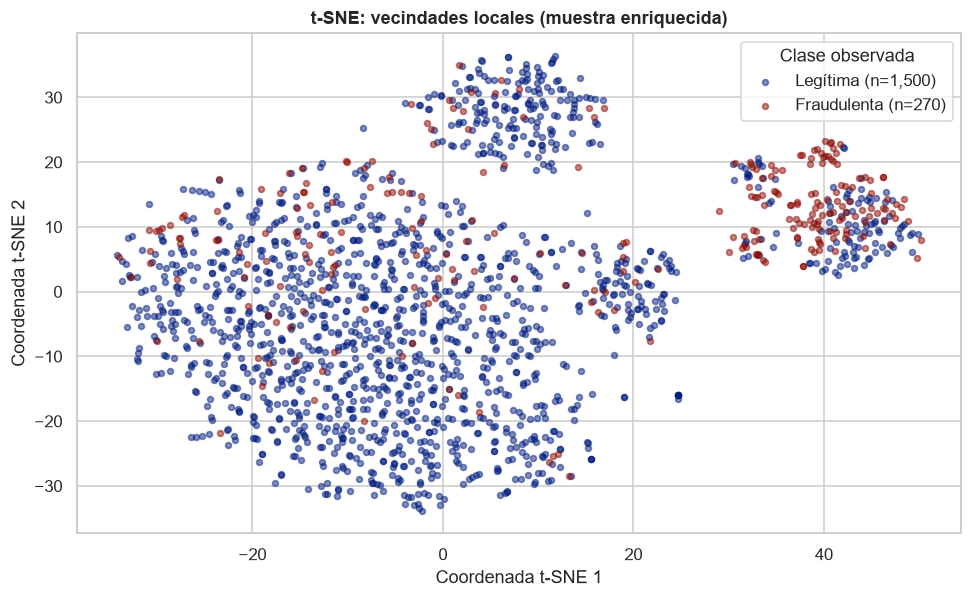 t-SNE: vecindades locales (muestra enriquecida)
Clase observada
Legítima (n=1,500)
Fraudulenta (n=270)
30
20
10
0
−10
−20
−30
Coordenada t-SNE 2
−20
0
20
40
Coordenada t-SNE 1